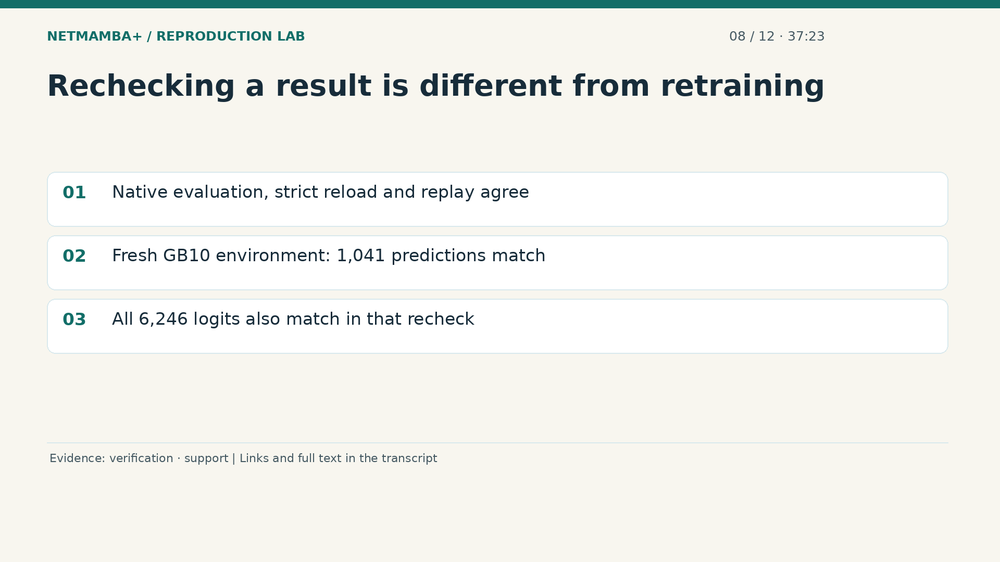 NETMAMBA+ / REPRODUCTION LAB
08 / 12 · 37:23
Rechecking a result is different from retraining
01 Native evaluation, strict reload and replay agree
02 Fresh GB10 environment: 1,041 predictions match
03 All 6,246 logits also match in that recheck
Evidence: verification · support | Links and full text in the transcript